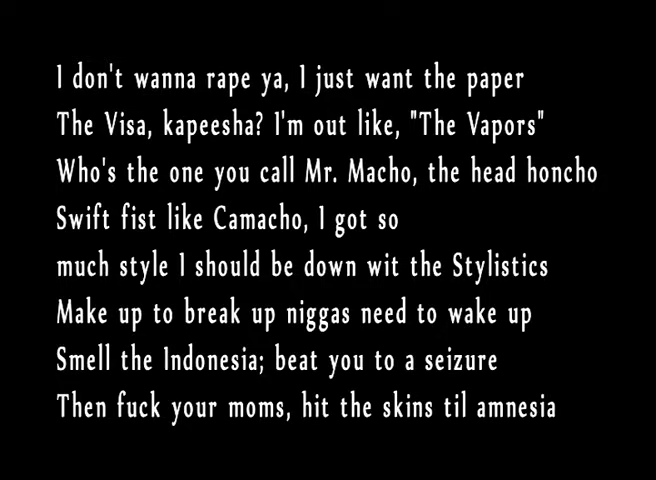 I don't wanna rape ya, I just want the paper
The Visa, kapeesha? I'm out like, "The Vapors"
Who's the one you call Mr. Macho, the head honcho
Swift fist like Camacho, I got so
much style I should be down wit the Stylistics
Make up to break up niggas need to wake up
Smell the Indonesia; beat you to a seizure
Then fuck your moms, hit the skins til amnesia